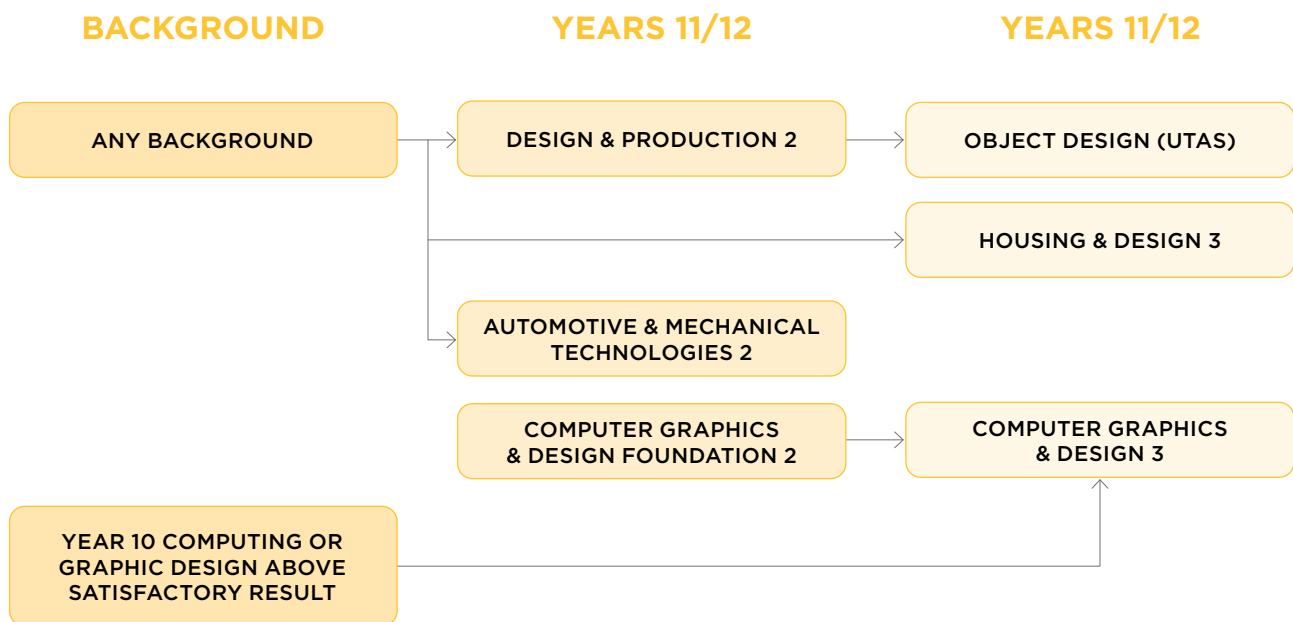 BACKGROUND
YEARS 11/12
YEARS 11/12
ANY BACKGROUND
DESIGN & PRODUCTION 2
OBJECT DESIGN (UTAS)
HOUSING & DESIGN 3
AUTOMOTIVE & MECHANICAL
TECHNOLOGIES 2
COMPUTER GRAPHICS
& DESIGN FOUNDATION 2
COMPUTER GRAPHICS
& DESIGN 3
YEAR 10 COMPUTING OR
GRAPHIC DESIGN ABOVE
SATISFACTORY RESULT